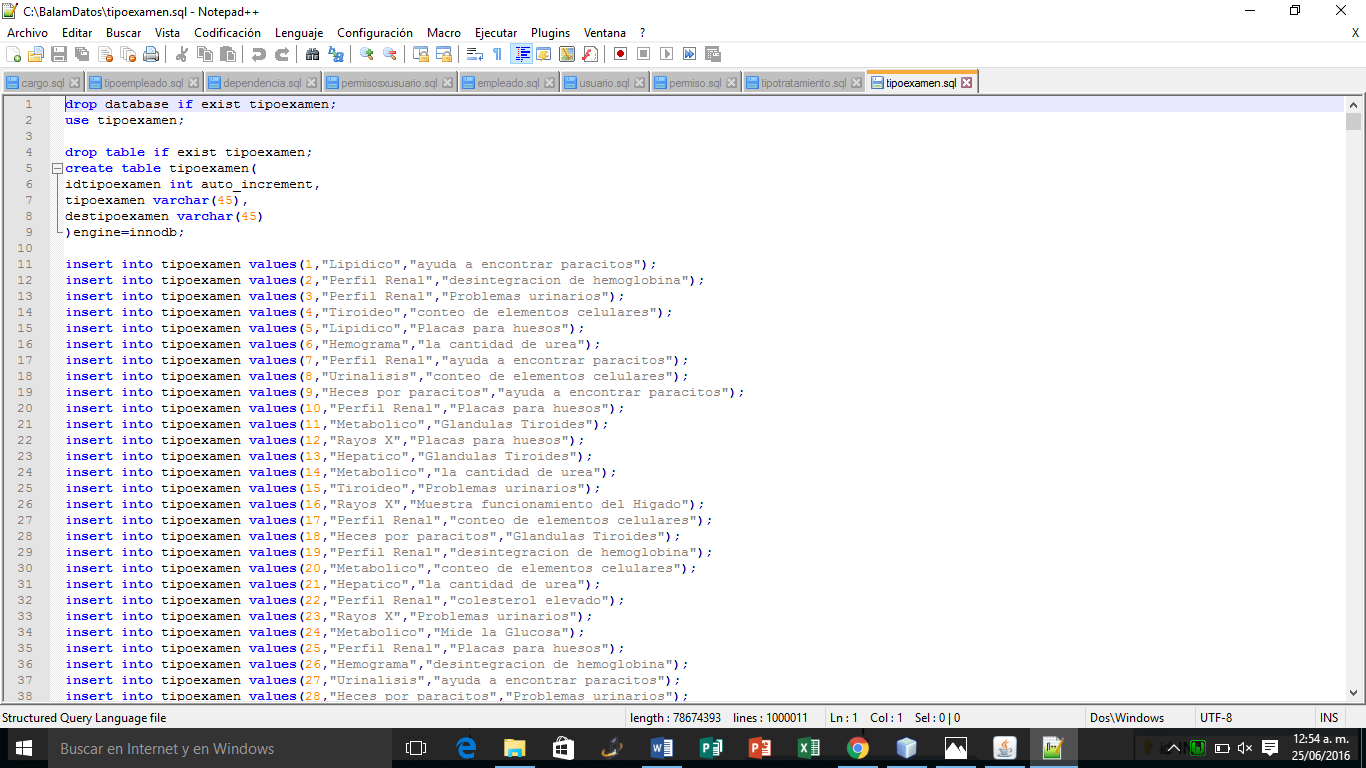 C:\BalamDatos\tipoexamen.sql - Notepad++
Archivo Editar Buscar Vista Codificación Lenguaje Configuración Macro Ejecutar Plugins Ventana ? X
cargo.sql tipoempleado.sql dependencia.sql permisosxusuario.sql empleado.sql usuario.sql permiso.sql tipotratamiento.sql tipoexamen.sql
1 drop database if exist tipoexamen;
2 use tipoexamen;
3
4 drop table if exist tipoexamen;
5 create table tipoexamen(
6 idtipoexamen int auto_increment,
7 tipoexamen varchar(45),
8 destipoexamen varchar(45)
9 )engine=innodb;
10
11 insert into tipoexamen values(1,"Lipidico","ayuda a encontrar paracitos");
12 insert into tipoexamen values(2,"Perfil Renal","desintegracion de hemoglobina");
13 insert into tipoexamen values(3,"Perfil Renal","Problemas urinarios");
14 insert into tipoexamen values(4,"Tiroideo","conteo de elementos celulares");
15 insert into tipoexamen values(5,"Lipidico","Placas para huesos");
16 insert into tipoexamen values(6,"Hemograma","la cantidad de urea");
17 insert into tipoexamen values(7,"Perfil Renal","ayuda a encontrar paracitos");
18 insert into tipoexamen values(8,"Urinalisis","conteo de elementos celulares");
19 insert into tipoexamen values(9,"Heces por paracitos","ayuda a encontrar paracitos");
20 insert into tipoexamen values(10,"Perfil Renal","Placas para huesos");
21 insert into tipoexamen values(11,"Metabolico","Glandulas Tiroides");
22 insert into tipoexamen values(12,"Rayos X","Placas para huesos");
23 insert into tipoexamen values(13,"Hepatico","Glandulas Tiroides");
24 insert into tipoexamen values(14,"Metabolico","la cantidad de urea");
25 insert into tipoexamen values(15,"Tiroideo","Problemas urinarios");
26 insert into tipoexamen values(16,"Rayos X","Muestra funcionamiento del Higado");
27 insert into tipoexamen values(17,"Perfil Renal","conteo de elementos celulares");
28 insert into tipoexamen values(18,"Heces por paracitos","Glandulas Tiroides");
29 insert into tipoexamen values(19,"Perfil Renal","desintegracion de hemoglobina");
30 insert into tipoexamen values(20,"Metabolico","conteo de elementos celulares");
31 insert into tipoexamen values(21,"Hepatico","la cantidad de urea");
32 insert into tipoexamen values(22,"Perfil Renal","colesterol elevado");
33 insert into tipoexamen values(23,"Rayos X","Problemas urinarios");
34 insert into tipoexamen values(24,"Metabolico","Mide la Glucosa");
35 insert into tipoexamen values(25,"Perfil Renal","Placas para huesos");
36 insert into tipoexamen values(26,"Hemograma","desintegracion de hemoglobina");
37 insert into tipoexamen values(27,"Urinalisis","ayuda a encontrar paracitos");
38 insert into tipoexamen values(28,"Heces por paracitos","Problemas urinarios");
Structured Query Language file length : 78674393 lines : 1000011 Ln : 1 Col : 1 Sel : 0 | 0 Dos\Windows UTF-8 INS
Buscar en Internet y en Windows
12:54 a. m.
25/06/2016